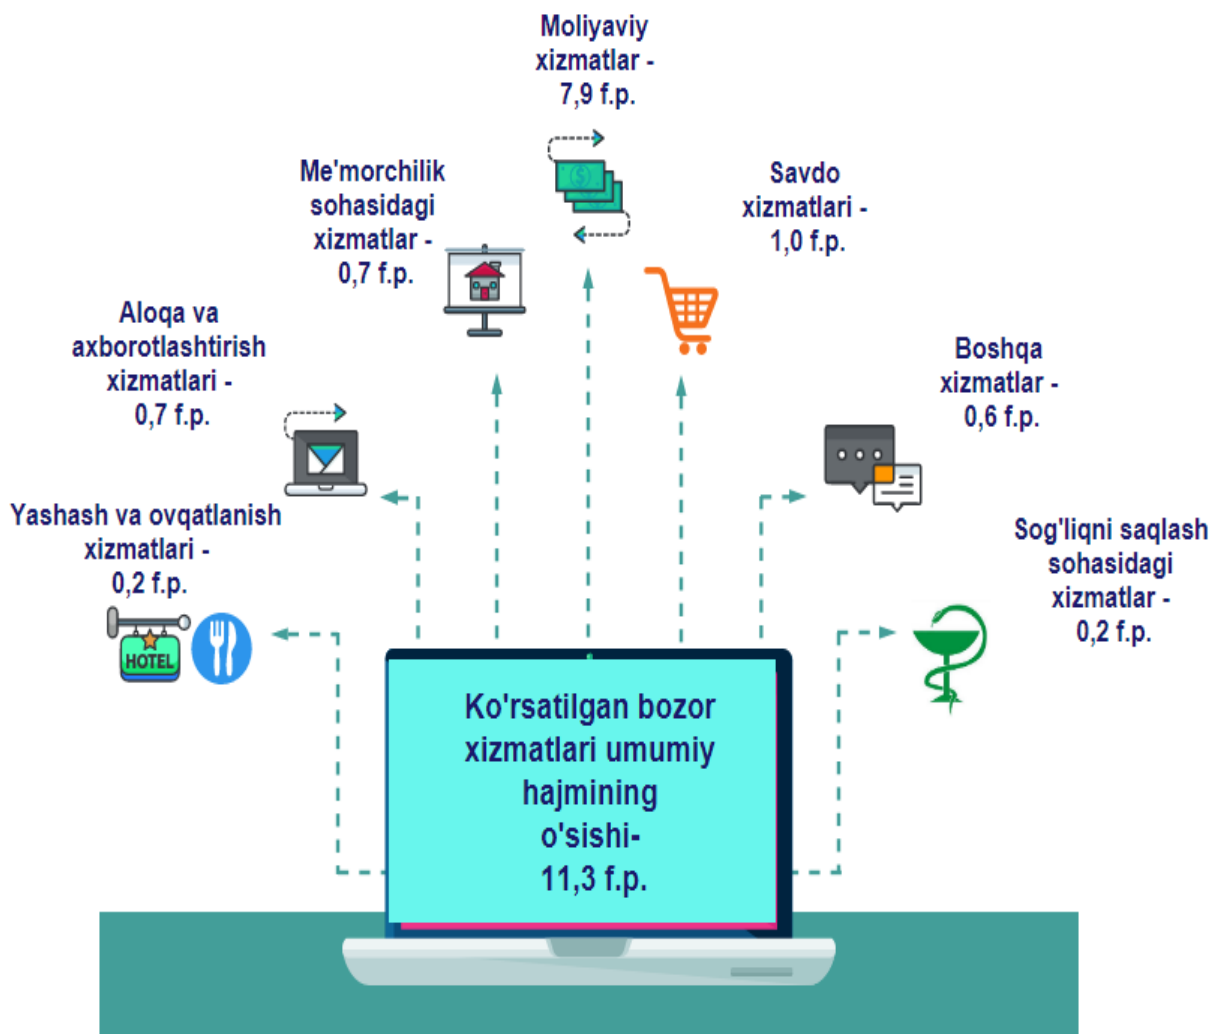 Moliyaviy
xizmatlar -
7,9 f.p.
Me'morchilik
sohasidagi
xizmatlar -
0,7 f.p.
Savdo
xizmatlari -
1,0 f.p.
Aloqa va
axborotlashtirish
xizmatlari -
0,7 f.p.
Boshqa
xizmatlar -
0,6 f.p.
Yashash va ovqatlanish
xizmatlari -
0,2 f.p.
HOTEL
Sog'liqni saqlash
sohasidagi
xizmatlar -
0,2 f.p.
Ko'rsatilgan bozor
xizmatlari umumiy
hajmining
o'sishi-
11,3 f.p.